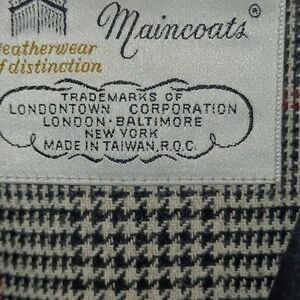 Maincoats®
eatherwear
f distinction
TRADEMARKS OF
LONDONTOWN CORPORATION
LONDON·BALTIMORE
NEW YORK
MADE IN TAIWAN, R.O.C.